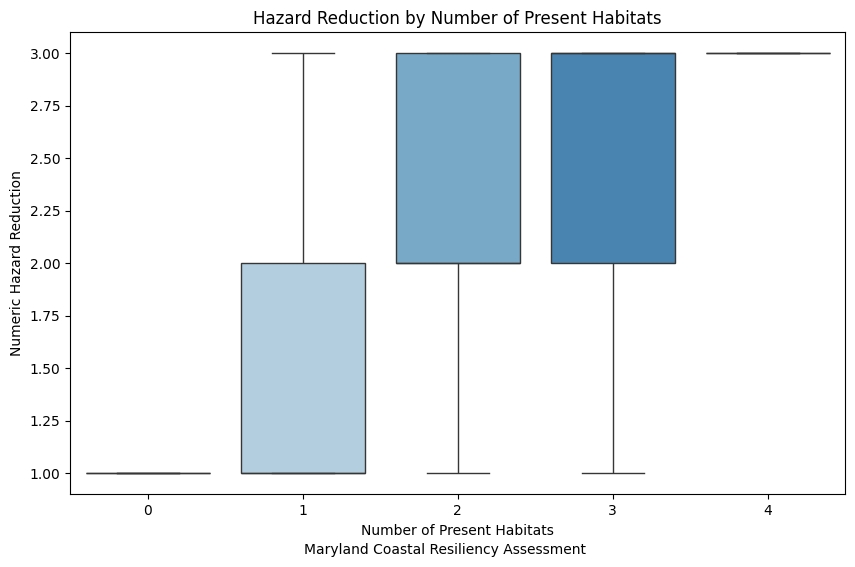 Hazard Reduction by Number of Present Habitats
3.00
2.75
2.50
2.25
2.00
1.75
1.50
1.25
1.00
Numeric Hazard Reduction
0 1 2 3 4
Number of Present Habitats
Maryland Coastal Resiliency Assessment